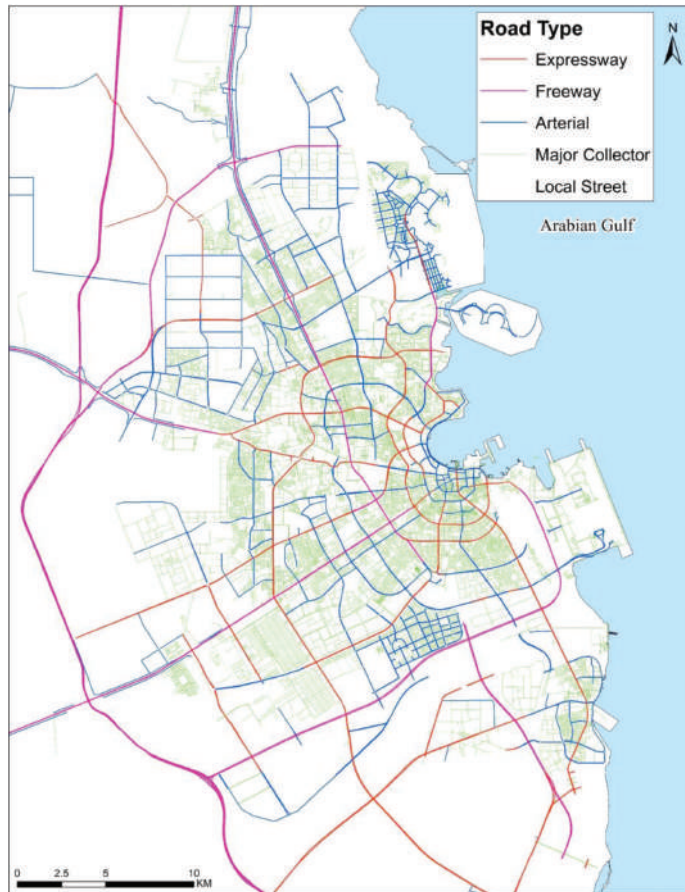 Road Type
Expressway
Freeway
Arterial
Major Collector
Local Street
N
Arabian Gulf
0 2.5 5 10
KM